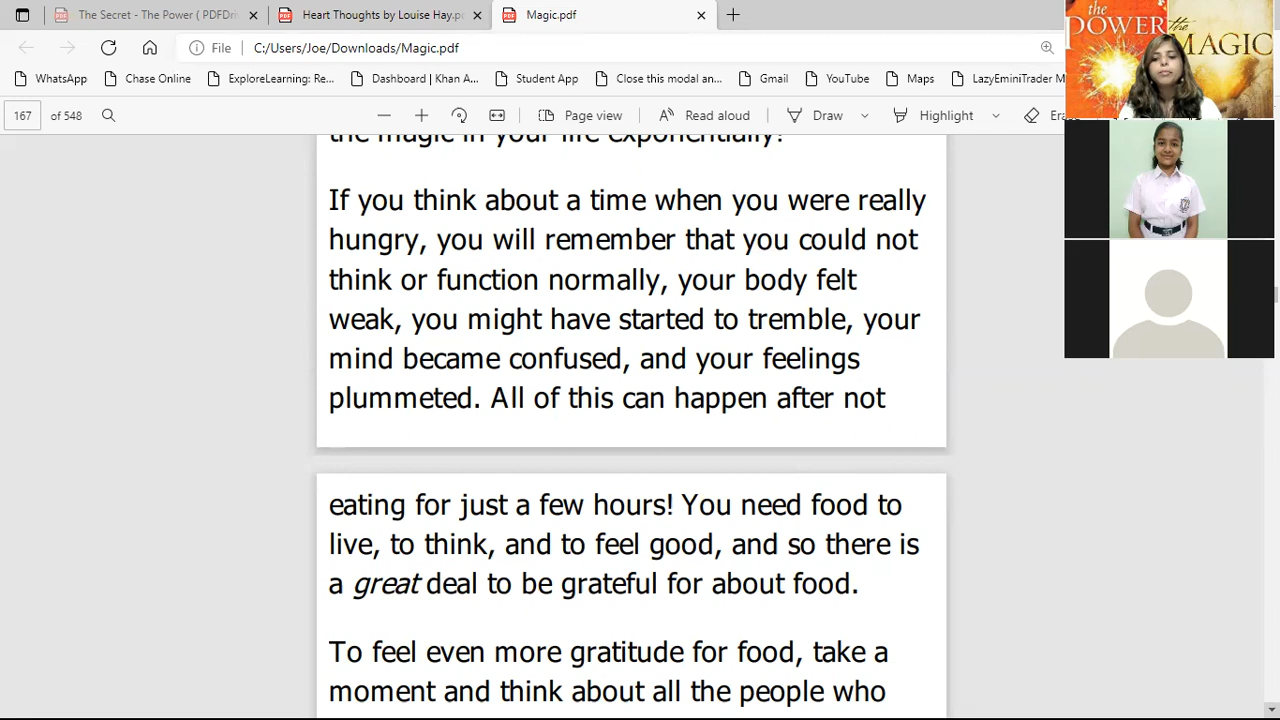 The Secret - The Power ( PDFDri
Heart Thoughts by Louise Hay.p
Magic.pdf
File C:/Users/Joe/Downloads/Magic.pdf
WhatsApp Chase Online ExploreLearning: Re... Dashboard | Khan A... Student App Close this modal an... Gmail YouTube Maps LazyEminiTrader M
167 of 548 Page view Read aloud Draw Highlight Era
the magic in your life exponentially!
If you think about a time when you were really
hungry, you will remember that you could not
think or function normally, your body felt
weak, you might have started to tremble, your
mind became confused, and your feelings
plummeted. All of this can happen after not
eating for just a few hours! You need food to
live, to think, and to feel good, and so there is
a great deal to be grateful for about food.
To feel even more gratitude for food, take a
moment and think about all the people who
the
POWER
the
MAGIC